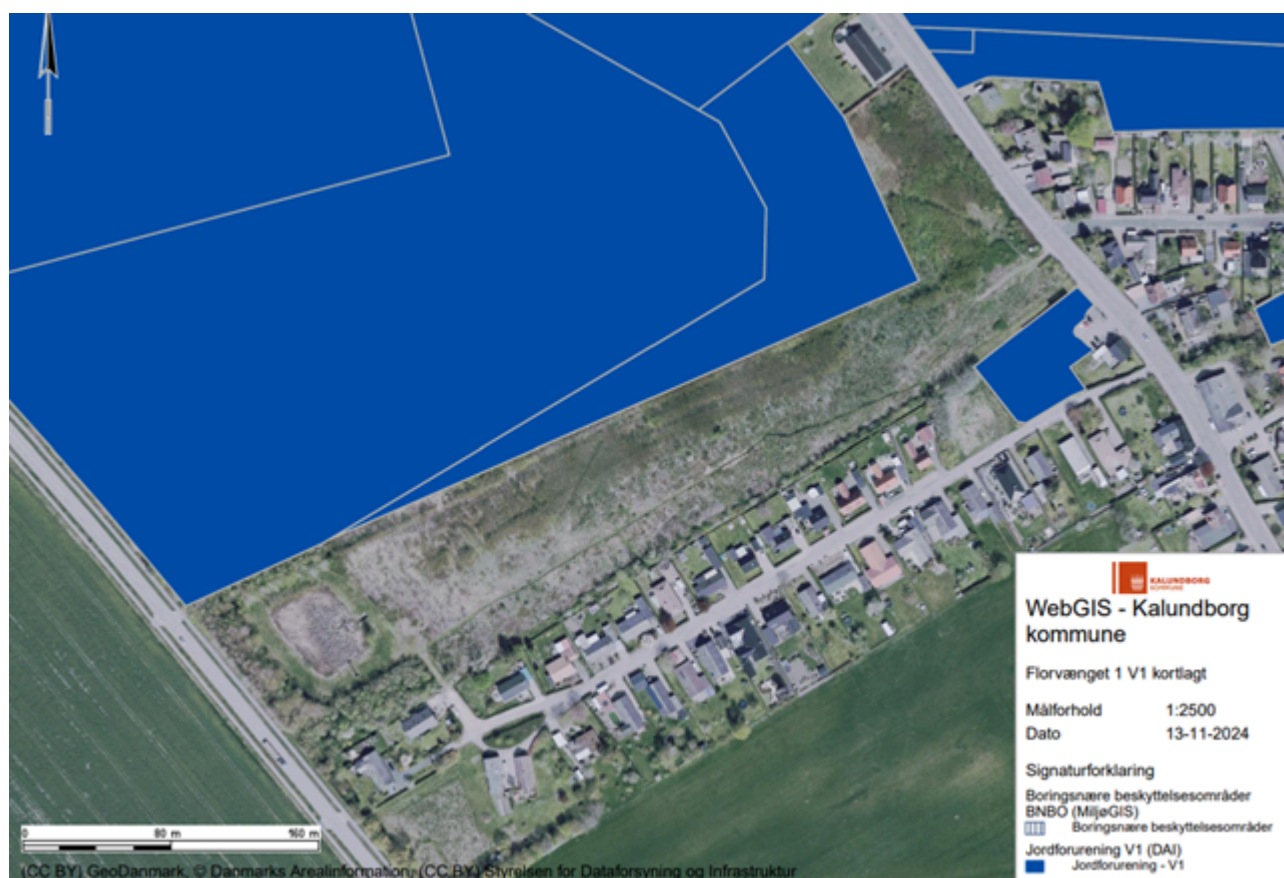 KALUNDBORG
KOMMUNE
WebGIS - Kalundborg
kommune
Florvænget 1 V1 kortlagt
Målforhold 1:2500
Dato 13-11-2024
Signaturforklaring
Boringsnære beskyttelsesområder
BNBO (MiljøGIS)
Boringsnære beskyttelsesområder
Jordforurening V1 (DAI)
Jordforurening - V1
0 80 m 160 m
(CC BY) GeoDanmark, © Danmarks Arealinformation, (CC BY) Styrelsen for Dataforsyning og Infrastruktur